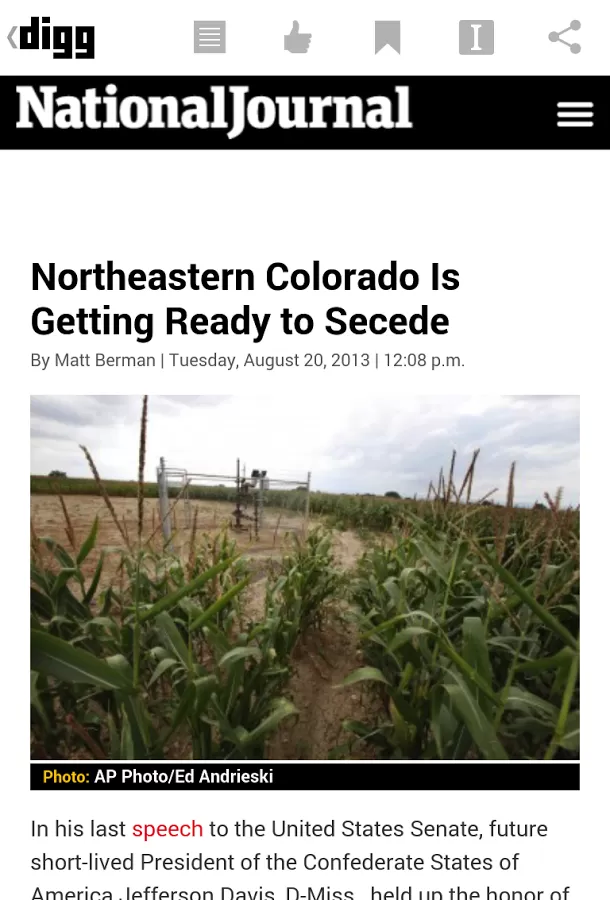 digg
NationalJournal
Northeastern Colorado Is
Getting Ready to Secede
By Matt Berman | Tuesday, August 20, 2013 | 12:08 p.m.
Photo: AP Photo/Ed Andrieski
In his last speech to the United States Senate, future
short-lived President of the Confederate States of
America Jefferson Davis, D-Miss., held up the honor of